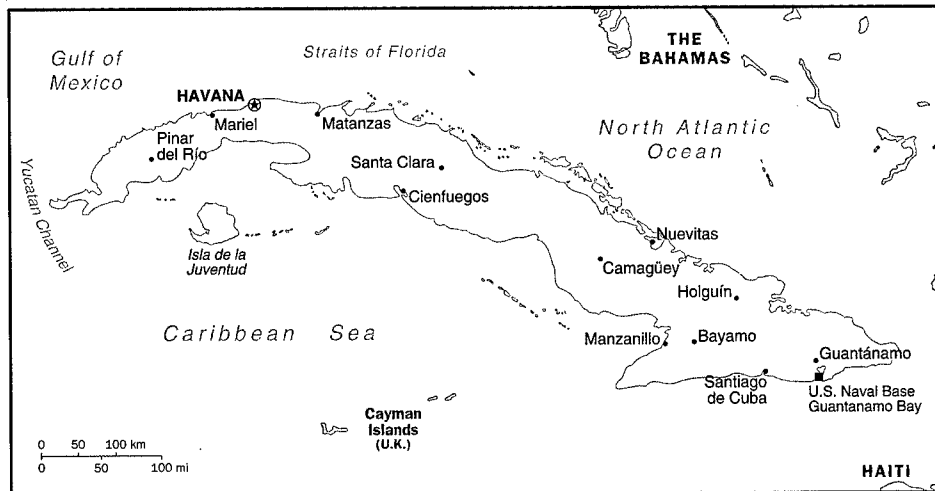 Gulf of
Mexico
Straits of Florida
THE
BAHAMAS
HAVANA
Mariel
Matanzas
North Atlantic
Ocean
Pinar
del Río
Santa Clara
Yucatan Channel
Cienfuegos
Isla de la
Juventud
Nuevitas
Camagüey
Holguín
Caribbean Sea
Manzanillo
Bayamo
Guantánamo
Santiago
de Cuba
U.S. Naval Base
Guantanamo Bay
Cayman
Islands
(U.K.)
0 50 100 km
0 50 100 mi
HAITI